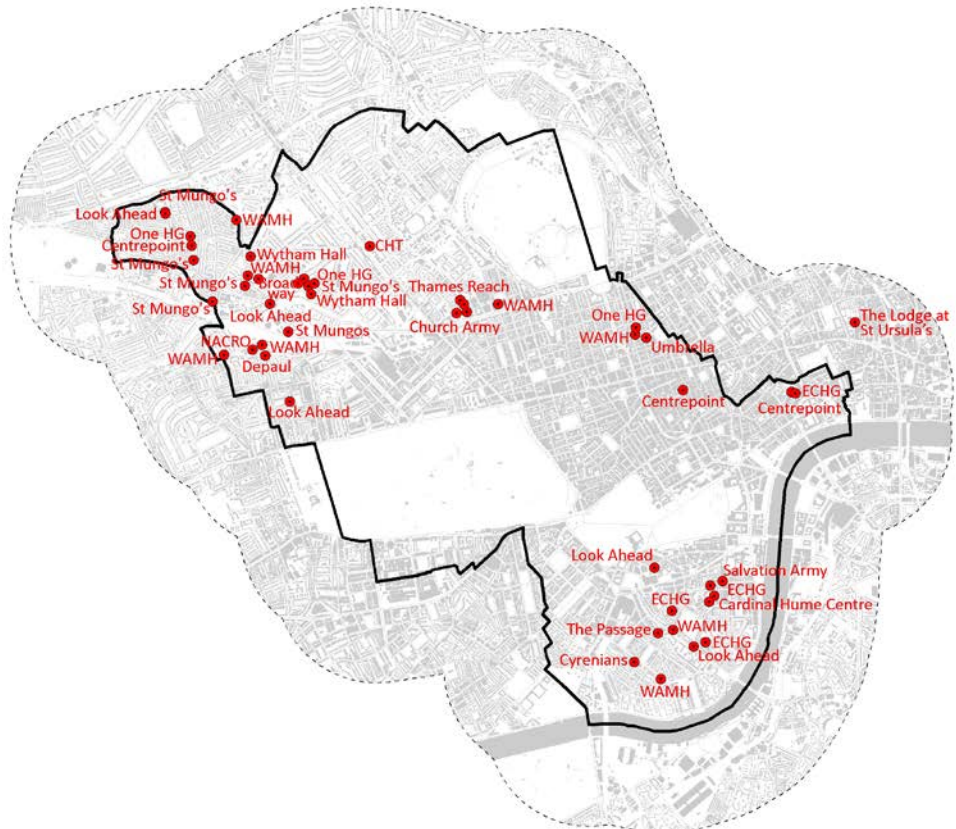 St Mungo's
Look Ahead
WAMH
One HG
Centrepoint
St Mungo's
CHT
Wytham Hall
WAMH
St Mungo's
Broad
way
One HG
St Mungo's
Wytham Hall
St Mungo's
Look Ahead
St Mungos
Thames Reach
WAMH
Church Army
NACRO
WAMH
WAMH
Depaul
Look Ahead
One HG
WAMH
Umbrella
The Lodge at
St Ursula's
Centrepoint
ECHG
Centrepoint
Look Ahead
Salvation Army
ECHG
ECHG
Cardinal Hume Centre
The Passage
WAMH
ECHG
Look Ahead
Cyrenians
WAMH